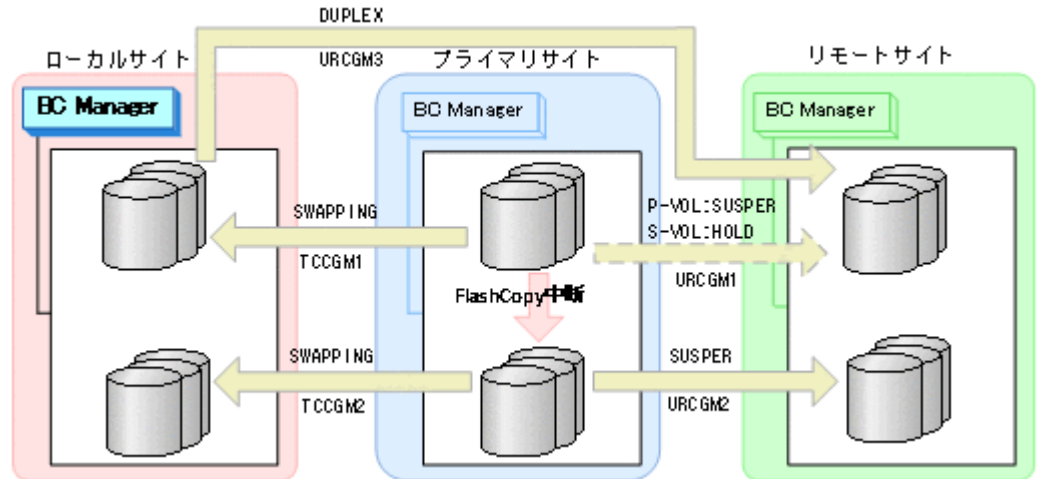 DUPLEX
URCGM3
ローカルサイト
プライマリサイト
リモートサイト
BC Manager
BC Manager
BC Manager
SWAPPING
TCCGM1
P-VOL:SUSPER
S-VOL:HOLD
URCGM1
FlashCopy中断
SWAPPING
TCCGM2
SUSPER
URCGM2